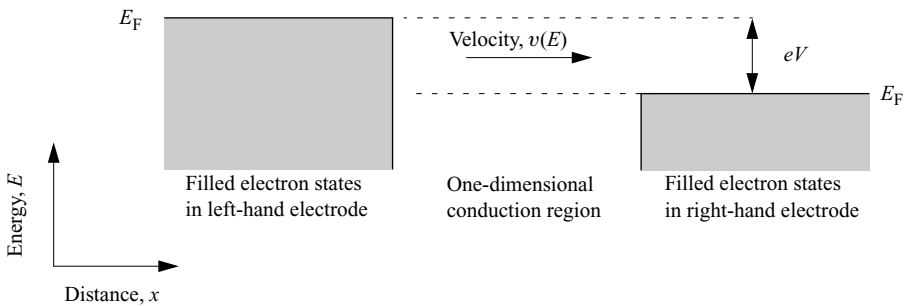 E_F
Velocity, v(E)
eV
E_F
Energy, E
Filled electron states
in left-hand electrode
One-dimensional
conduction region
Filled electron states
in right-hand electrode
Distance, x